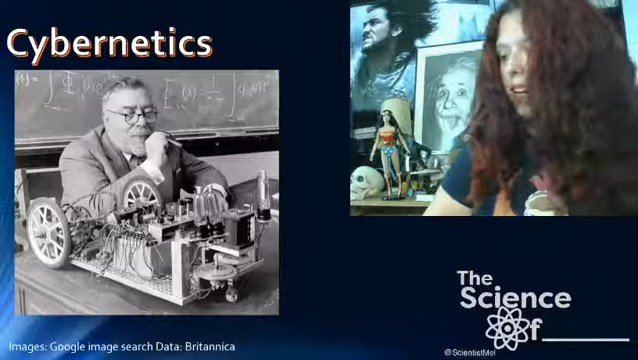 Cybernetics
The
Science
of
@ScientistMel
Images: Google image search Data: Britannica